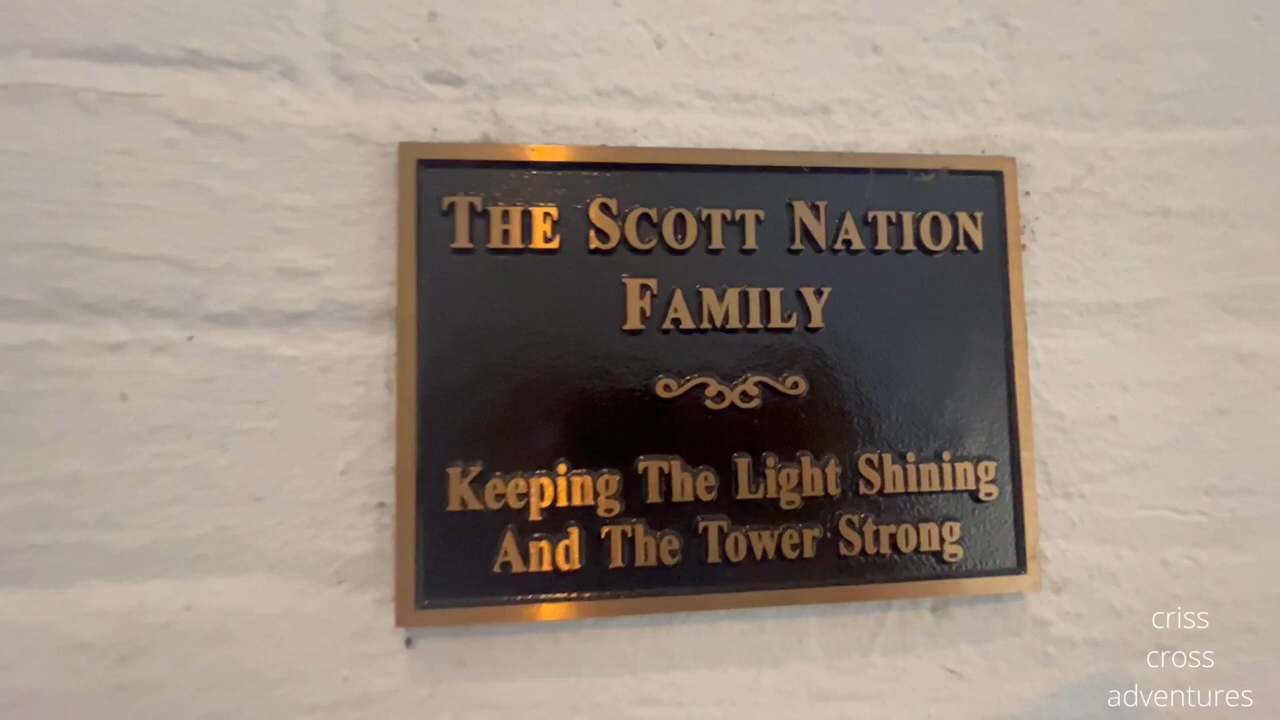 THE SCOTT NATION
FAMILY
Keeping The Light Shining
And The Tower Strong
criss
cross
adventures